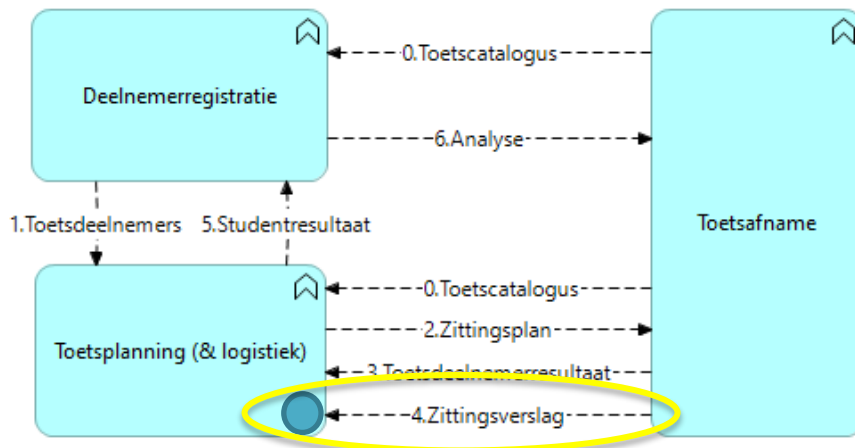 0.Toetscatalogus
Deelnemerregistratie
6.Analyse
1.Toetsdeelnemers
5.Studentresultaat
Toetsafname
0.Toetscatalogus
2.Zittingsplan
Toetsplanning (& logistiek)
3.Toetsdeelnemerresultaat
4.Zittingsverslag